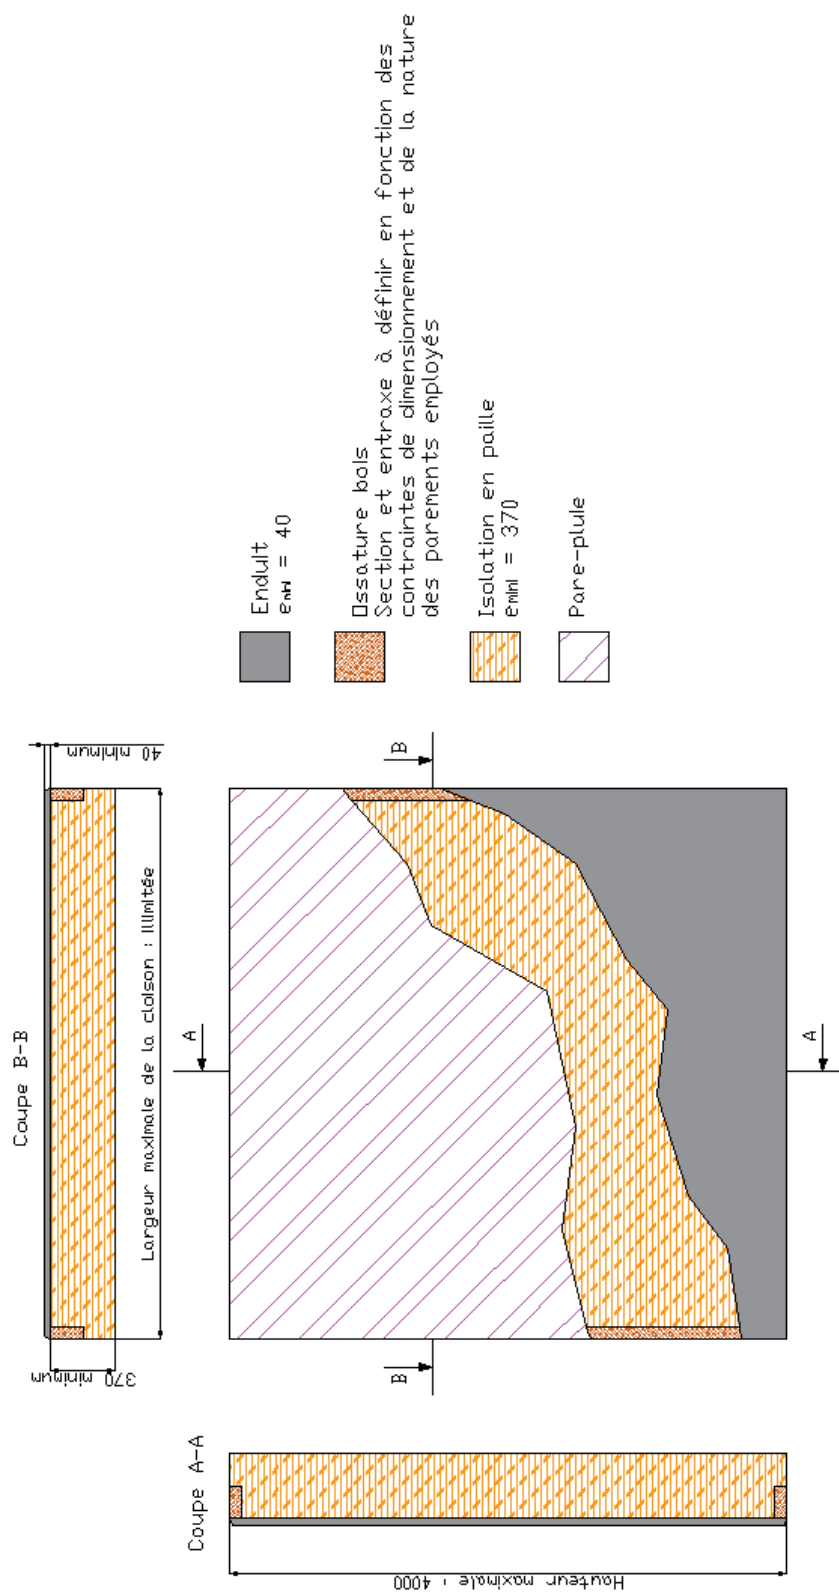 Coupe B-B
40 minimum
Largeur maximale de la cloison : illimitée
370 minimum
A
B
B
A
Coupe A-A
Hauteur maximale : 4000
Enduit
emini = 40
Ossature bois
Section et entraxe à définir en fonction des
contraintes de dimensionnement et de la nature
des parements employés
Isolation en paille
emini = 370
Pare-pluie